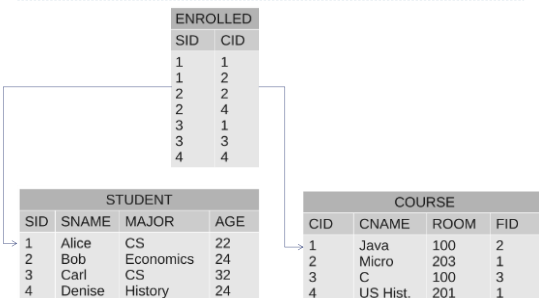 ENROLLED
SID CID
1 1
1 2
2 2
2 4
3 1
3 3
4 4
STUDENT
SID SNAME MAJOR AGE
1 Alice CS 22
2 Bob Economics 24
3 Carl CS 32
4 Denise History 24
COURSE
CID CNAME ROOM FID
1 Java 100 2
2 Micro 203 1
3 C 100 3
4 US Hist. 201 1